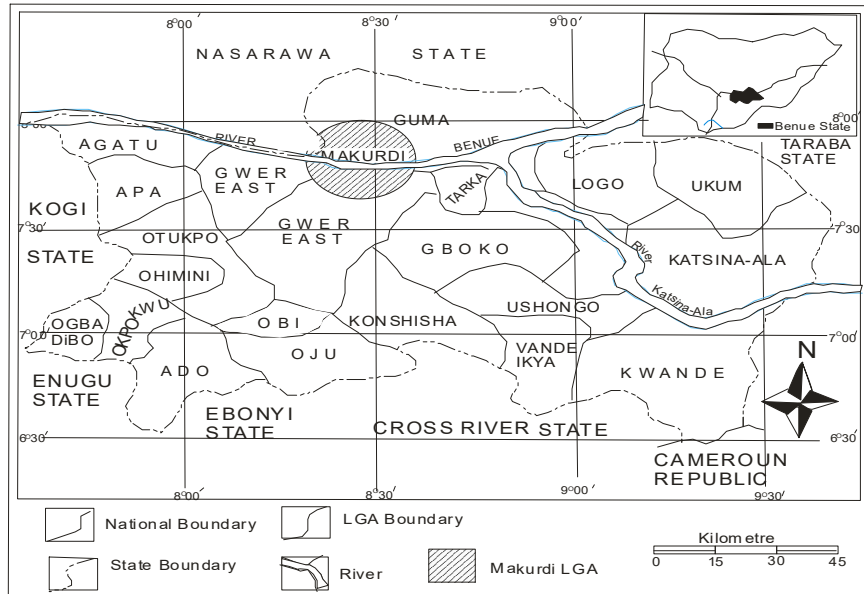 8°00′ 8°30′ 9°00′
NASARAWA STATE
8°00′ 8°00′
Benue State
TARABA
STATE
GUMA
RIVER BENUE
AGATU
MAKURDI
GWER
EAST
APA
TARKA
LOGO
UKUM
KOGI
STATE
7°30′ 7°30′
GWER
EAST
OTUKPO
GBOKO
River
KATSINA-ALA
OHIMINI
Katsina-Ala
USHONGO
OGBA
DiBO
OKPOKWU
OBI
KONSHISHA
7°00′ 7°00′
OJU
VANDE
IKYA
ADO
KWANDE
N
ENUGU
STATE
EBONYI
STATE
CROSS RIVER STATE
6°30′ 6°30′
CAMEROUN
REPUBLIC
8°00′ 8°30′ 9°00′ 9°30′
National Boundary
LGA Boundary
State Boundary
River
Makurdi LGA
Kilometre
0 15 30 45